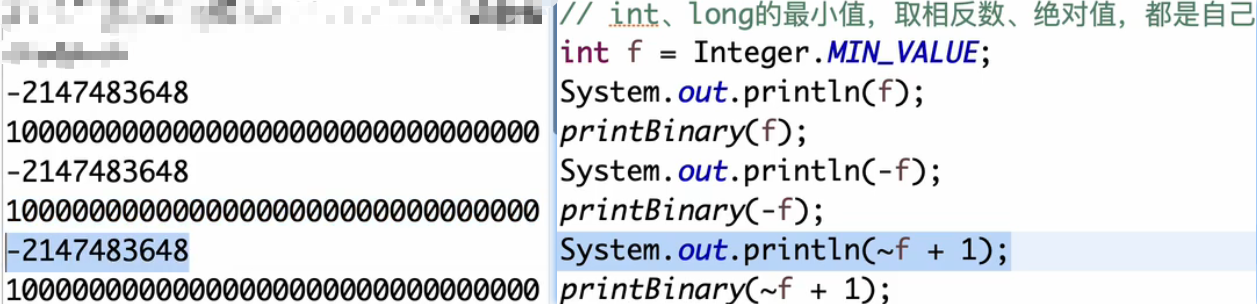 -2147483648
10000000000000000000000000000000
-2147483648
10000000000000000000000000000000
-2147483648
10000000000000000000000000000000
// int、long的最小值，取相反数、绝对值，都是自己
int f = Integer.MIN_VALUE;
System.out.println(f);
printBinary(f);
System.out.println(-f);
printBinary(-f);
System.out.println(~f + 1);
printBinary(~f + 1);